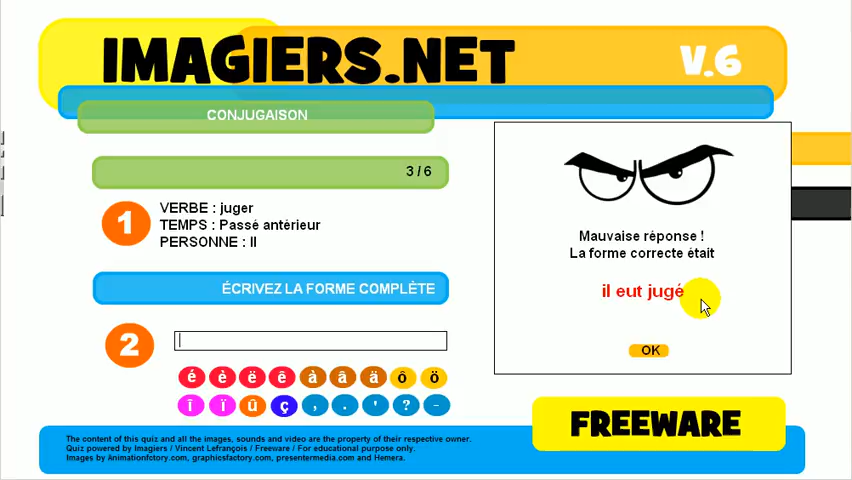 IMAGIERS.NET
V.6
CONJUGAISON
3 / 6
1
VERBE : juger
TEMPS : Passé antérieur
PERSONNE : Il
ÉCRIVEZ LA FORME COMPLÈTE
2
é è ë ê à â ä ô ö
î ï û ç , . ' ? -
Mauvaise réponse !
La forme correcte était
il eut jugé
OK
FREEWARE
The content of this quiz and all the images, sounds and video are the property of their respective owner.
Quiz powered by Imagiers / Vincent Lefrançois / Freeware / For educational purpose only.
Images by Animationfctory.com, graphicsfactory.com, presentermedia.com and Hemera.